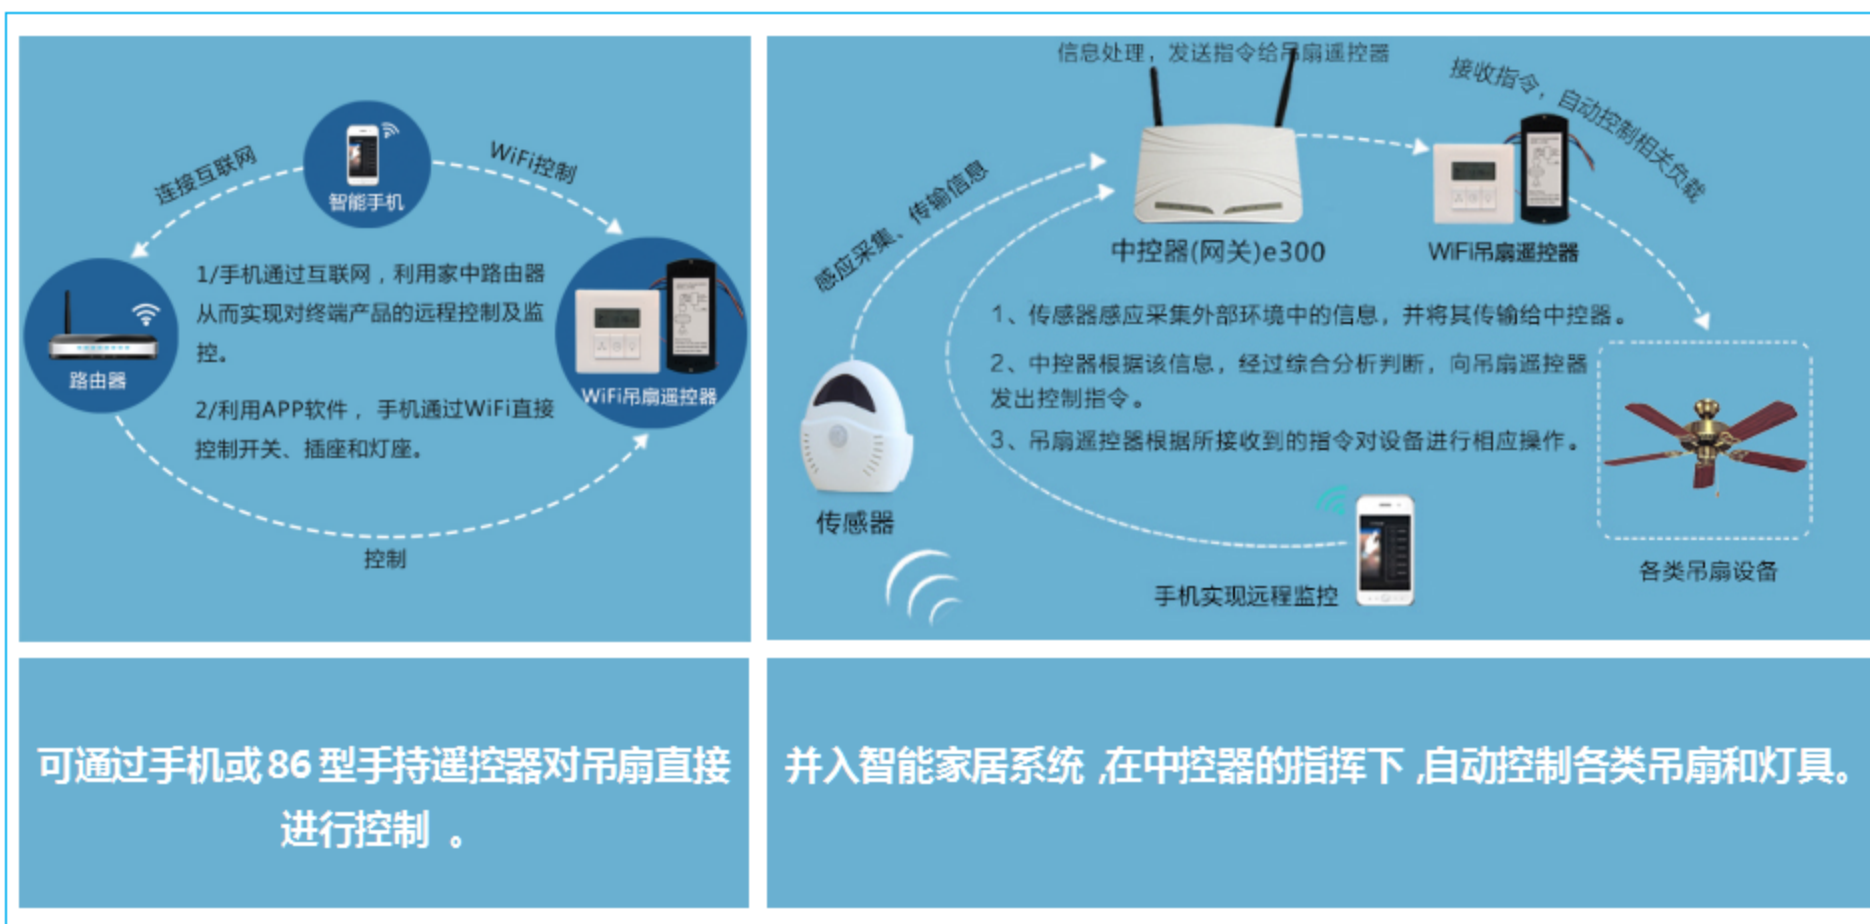 连接互联网
WiFi控制
智能手机
1/手机通过互联网，利用家中路由器
从而实现对终端产品的远程控制及监
控。
路由器
2/利用APP软件， 手机通过WiFi直接
控制开关、插座和灯座。
WiFi吊扇遥控器
控制
信息处理，发送指令给吊扇遥控器
接收指令，自动控制相关负载
感应采集、传输信息
中控器(网关)e300
WIFI吊扇遥控器
1、传感器感应采集外部环境中的信息，并将其传输给中控器。
2、中控器根据该信息，经过综合分析判断，向吊扇遥控器
发出控制指令。
3、吊扇遥控器根据所接收到的指令对设备进行相应操作。
传感器
手机实现远程监控
各类吊扇设备
可通过手机或86型手持遥控器对吊扇直接
进行控制 。
并入智能家居系统 ,在中控器的指挥下 ,自动控制各类吊扇和灯具。